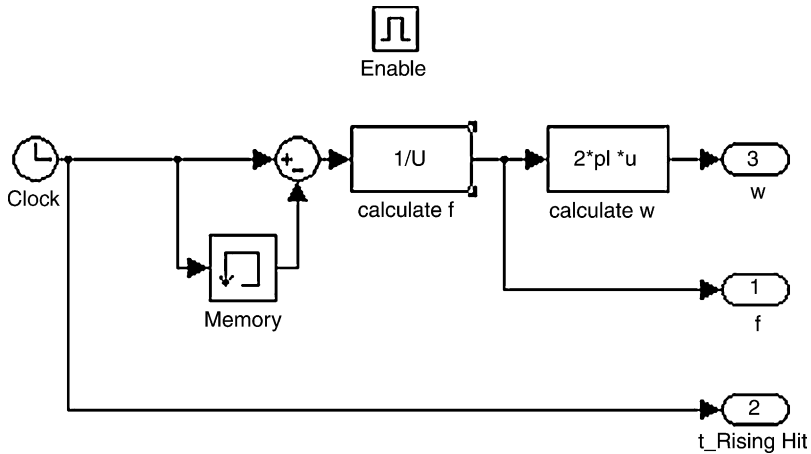 Enable
Clock
+
−
1/U
calculate f
2*pI *u
calculate w
3
w
Memory
1
f
2
t_Rising Hit